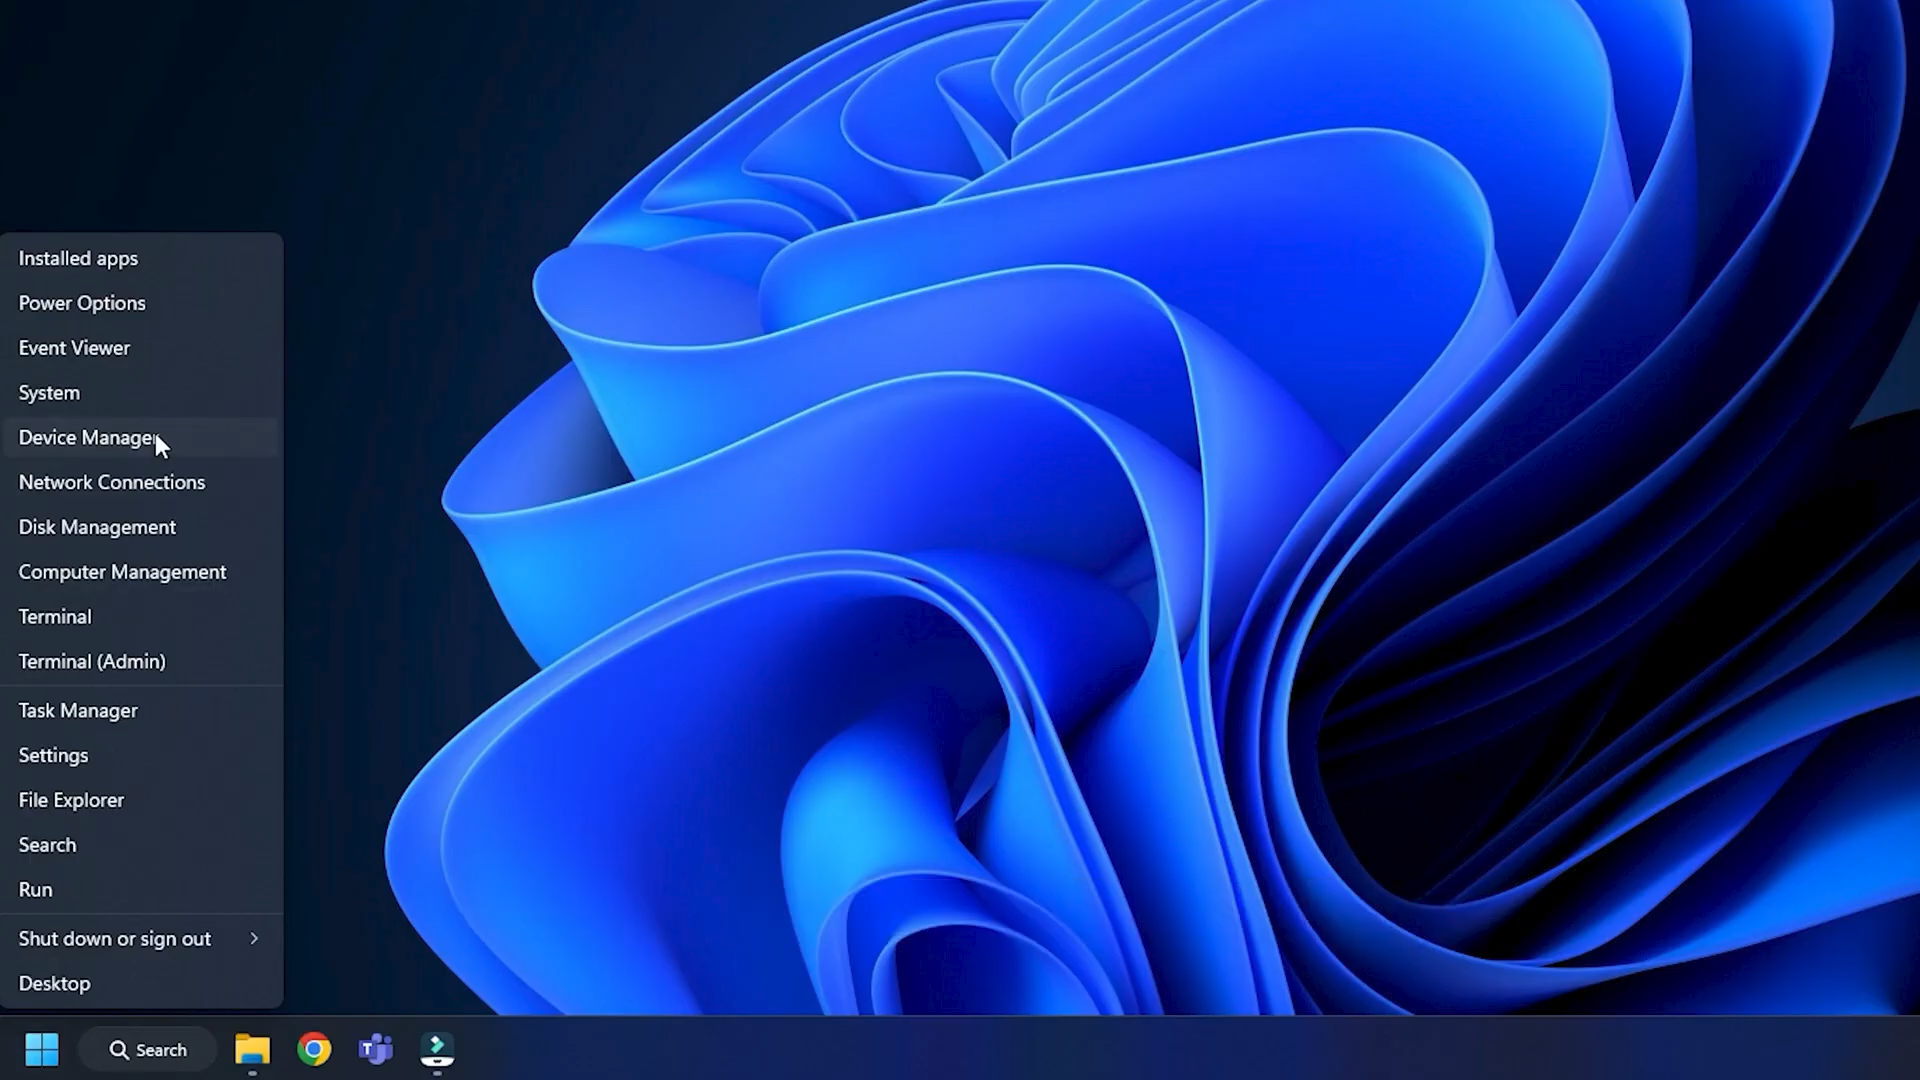 Installed apps
Power Options
Event Viewer
System
Device Manager
Network Connections
Disk Management
Computer Management
Terminal
Terminal (Admin)
Task Manager
Settings
File Explorer
Search
Run
Shut down or sign out
Desktop
Search